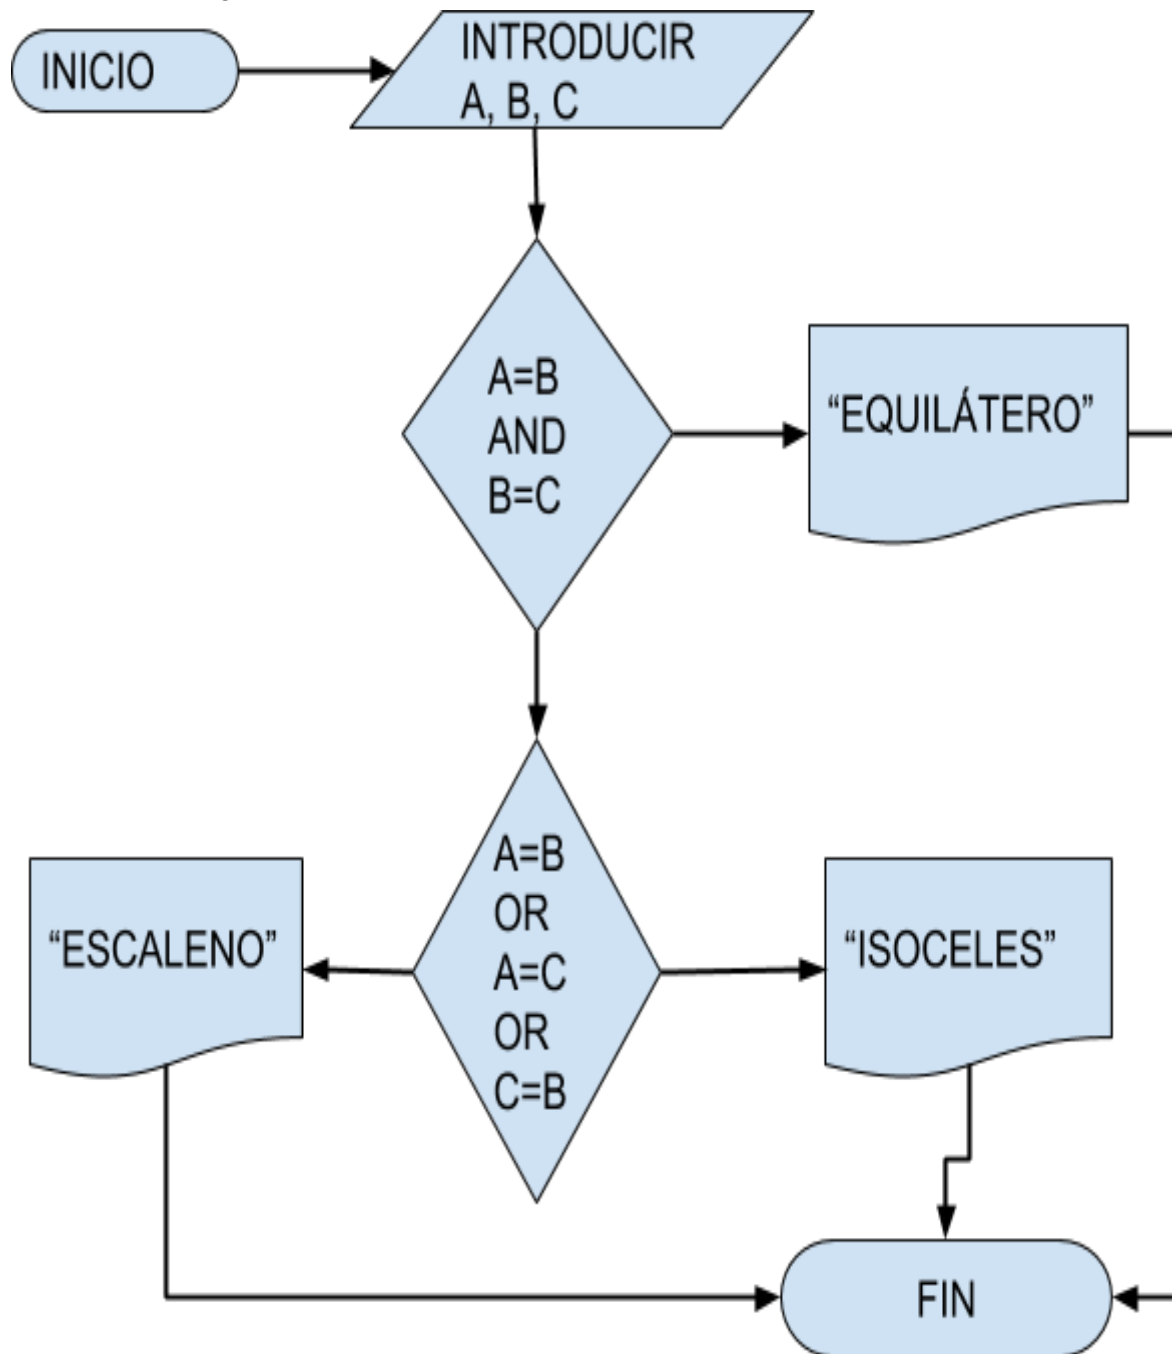 INICIO
INTRODUCIR
A, B, C
A=B
AND
B=C
“EQUILÁTERO”
A=B
OR
A=C
OR
C=B
“ESCALENO”
“ISOCELES”
FIN